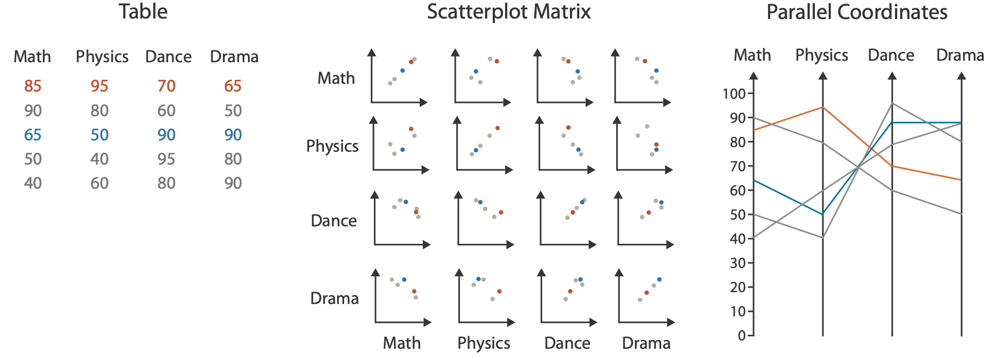 Table
Math Physics Dance Drama
85 95 70 65
90 80 60 50
65 50 90 90
50 40 95 80
40 60 80 90
Scatterplot Matrix
Math
Physics
Dance
Drama
Math Physics Dance Drama
Parallel Coordinates
Math Physics Dance Drama
100
90
80
70
60
50
40
30
20
10
0